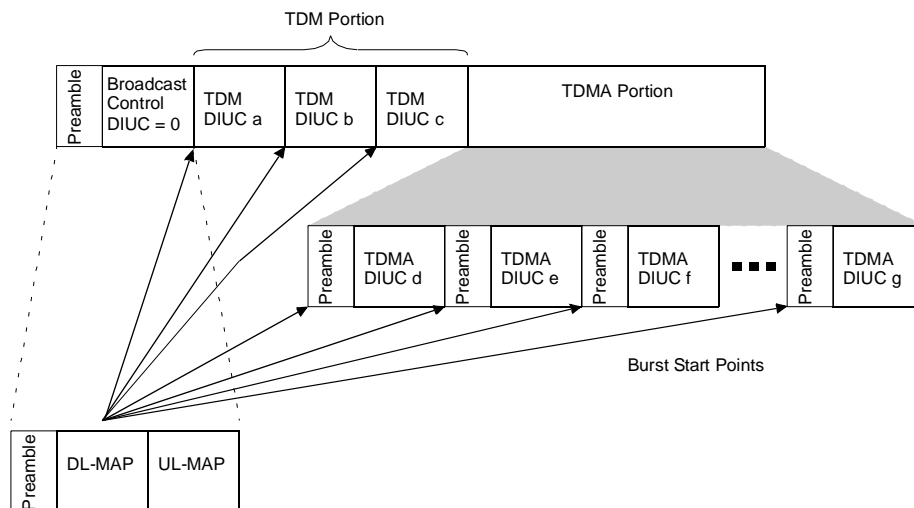 TDM Portion
Preamble
Broadcast
Control
DIUC = 0
TDM
DIUC a
TDM
DIUC b
TDM
DIUC c
TDMA Portion
Preamble
TDMA
DIUC d
Preamble
TDMA
DIUC e
Preamble
TDMA
DIUC f
Preamble
TDMA
DIUC g
Burst Start Points
Preamble
DL-MAP
UL-MAP